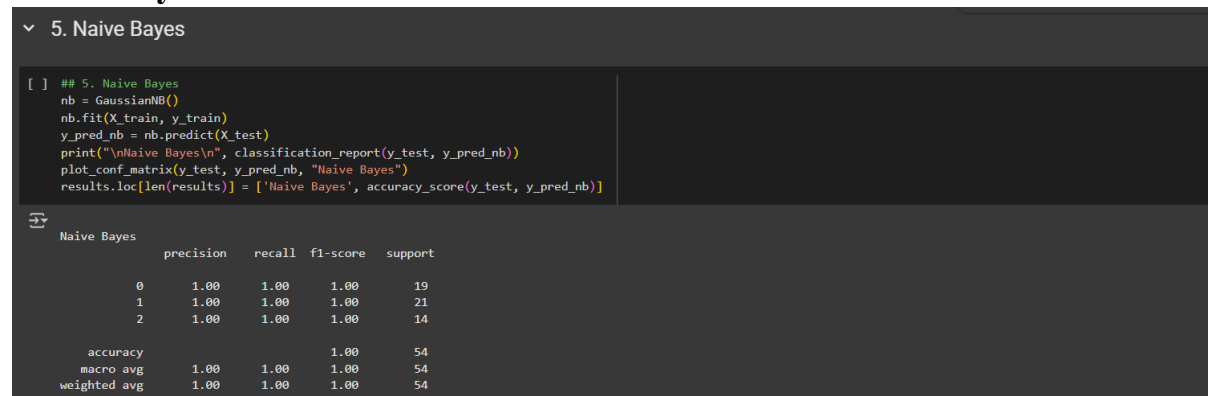 5. Naive Bayes
[ ] ## 5. Naive Bayes
nb = GaussianNB()
nb.fit(X_train, y_train)
y_pred_nb = nb.predict(X_test)
print("\nNaive Bayes\n", classification_report(y_test, y_pred_nb))
plot_conf_matrix(y_test, y_pred_nb, "Naive Bayes")
results.loc[len(results)] = ['Naive Bayes', accuracy_score(y_test, y_pred_nb)]
Naive Bayes
precision recall f1-score support
0 1.00 1.00 1.00 19
1 1.00 1.00 1.00 21
2 1.00 1.00 1.00 14
accuracy 1.00 54
macro avg 1.00 1.00 1.00 54
weighted avg 1.00 1.00 1.00 54